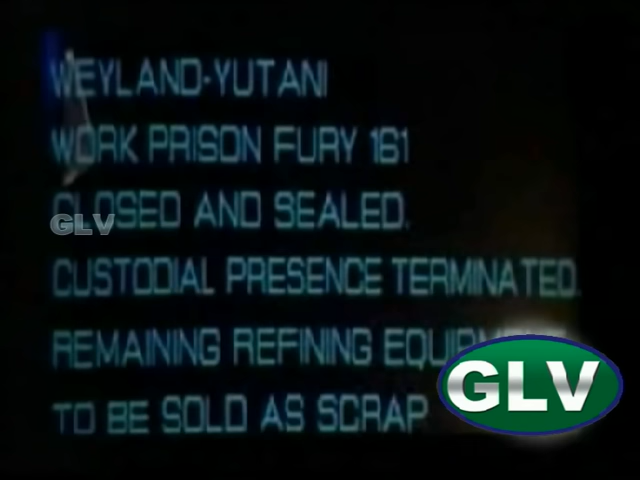 WEYLAND-YUTANI
WORK PRISON FURY 161
CLOSED AND SEALED.
GLV
CUSTODIAL PRESENCE TERMINATED.
REMAINING REFINING EQUIPMENT
TO BE SOLD AS SCRAP
GLV